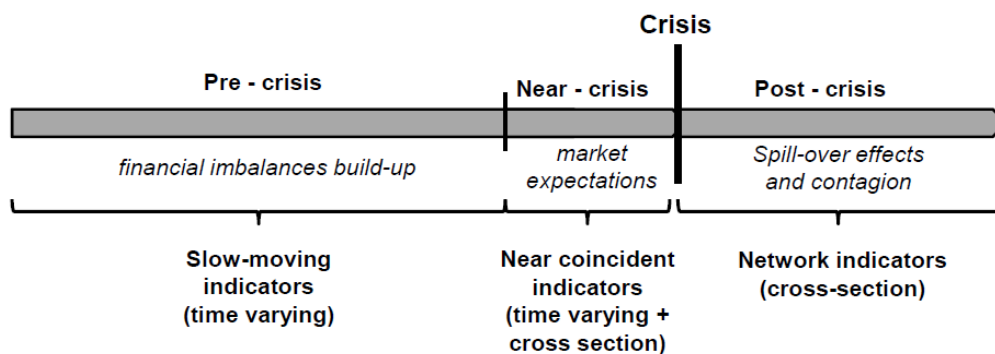 Crisis
Pre - crisis
Near - crisis
Post - crisis
financial imbalances build-up
market
expectations
Spill-over effects
and contagion
Slow-moving
indicators
(time varying)
Near coincident
indicators
(time varying +
cross section)
Network indicators
(cross-section)